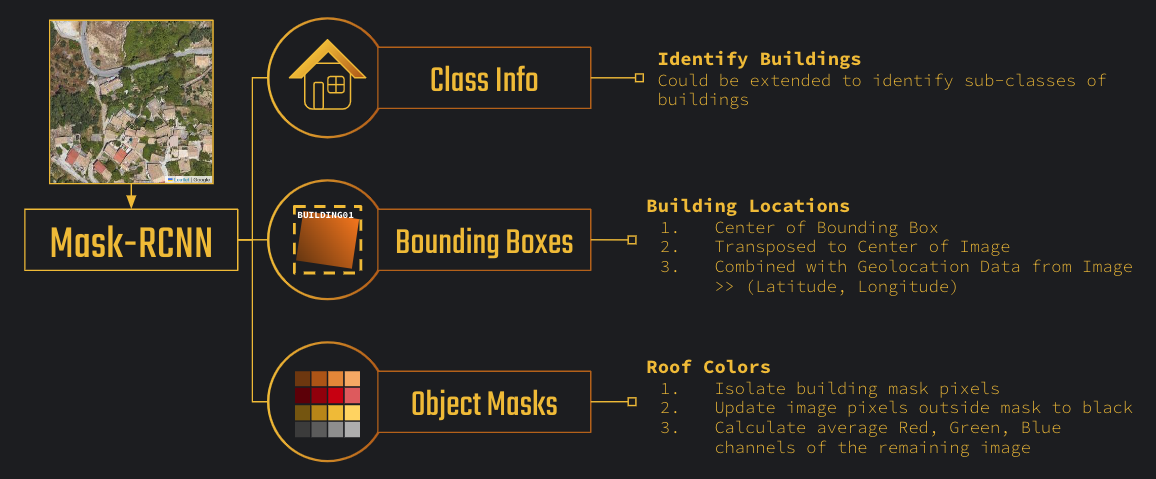 Leaflet | Google
Mask-RCNN
Class Info
Identify Buildings
Could be extended to identify sub-classes of
buildings
BUILDING01
Bounding Boxes
Building Locations
1. Center of Bounding Box
2. Transposed to Center of Image
3. Combined with Geolocation Data from Image
>> (Latitude, Longitude)
Object Masks
Roof Colors
1. Isolate building mask pixels
2. Update image pixels outside mask to black
3. Calculate average Red, Green, Blue
channels of the remaining image